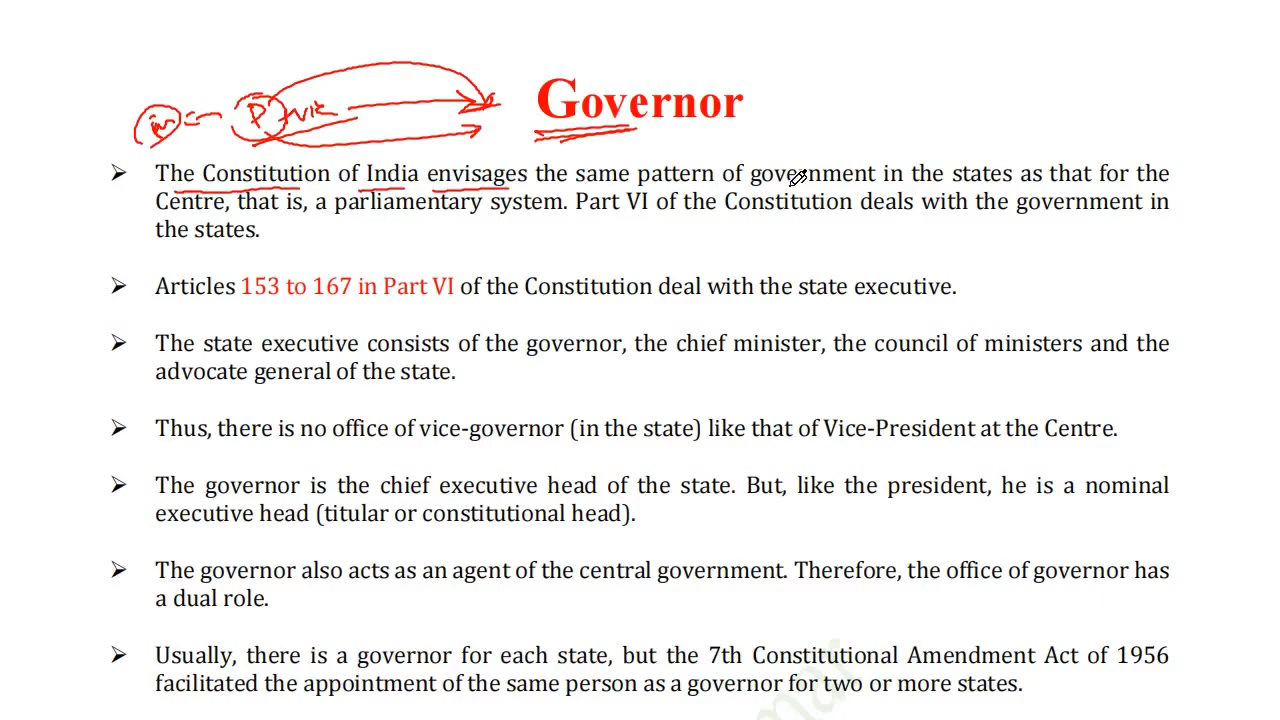 Governor
P
➢ The Constitution of India envisages the same pattern of government in the states as that for the
Centre, that is, a parliamentary system. Part VI of the Constitution deals with the government in
the states.
➢ Articles 153 to 167 in Part VI of the Constitution deal with the state executive.
➢ The state executive consists of the governor, the chief minister, the council of ministers and the
advocate general of the state.
➢ Thus, there is no office of vice-governor (in the state) like that of Vice-President at the Centre.
➢ The governor is the chief executive head of the state. But, like the president, he is a nominal
executive head (titular or constitutional head).
➢ The governor also acts as an agent of the central government. Therefore, the office of governor has
a dual role.
➢ Usually, there is a governor for each state, but the 7th Constitutional Amendment Act of 1956
facilitated the appointment of the same person as a governor for two or more states.